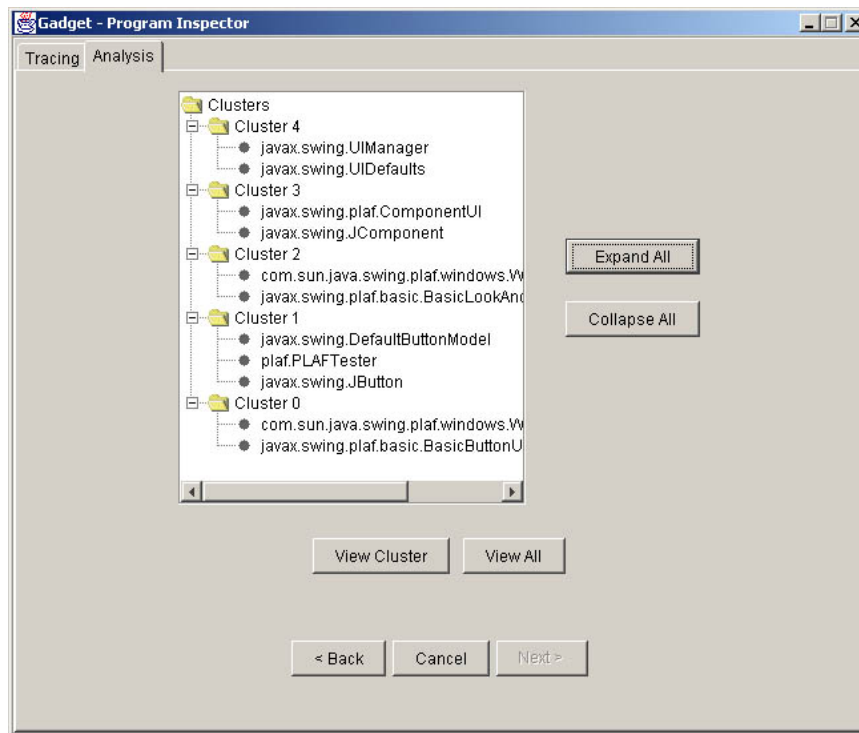 Gadget - Program Inspector
Tracing Analysis
Clusters
Cluster 4
javax.swing.UIManager
javax.swing.UIDefaults
Cluster 3
javax.swing.plaf.ComponentUI
javax.swing.JComponent
Cluster 2
com.sun.java.swing.plaf.windows.W
javax.swing.plaf.basic.BasicLookAnd
Cluster 1
javax.swing.DefaultButtonModel
plaf.PLAFTester
javax.swing.JButton
Cluster 0
com.sun.java.swing.plaf.windows.W
javax.swing.plaf.basic.BasicButtonU
Expand All
Collapse All
View Cluster View All
< Back Cancel Next >